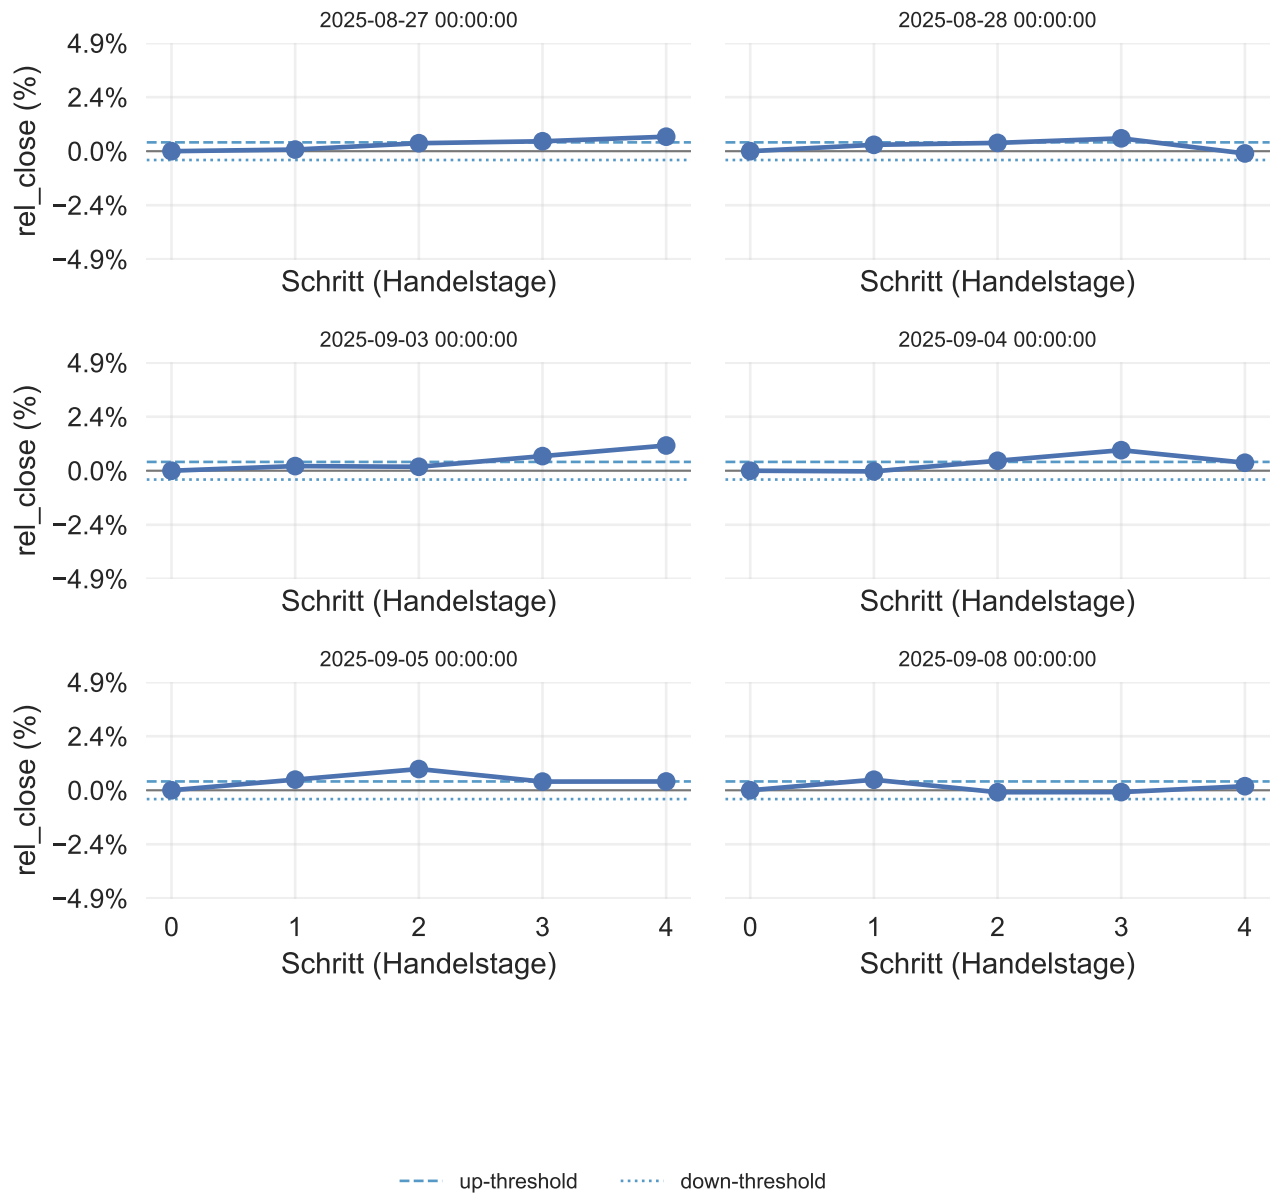 2025-08-27 00:00:00
2025-08-28 00:00:00
4.9%
2.4%
0.0%
−2.4%
−4.9%
rel_close (%)
Schritt (Handelstage)
Schritt (Handelstage)
2025-09-03 00:00:00
2025-09-04 00:00:00
4.9%
2.4%
0.0%
−2.4%
−4.9%
rel_close (%)
Schritt (Handelstage)
Schritt (Handelstage)
2025-09-05 00:00:00
2025-09-08 00:00:00
4.9%
2.4%
0.0%
−2.4%
−4.9%
rel_close (%)
0 1 2 3 4
0 1 2 3 4
Schritt (Handelstage)
Schritt (Handelstage)
up-threshold
down-threshold